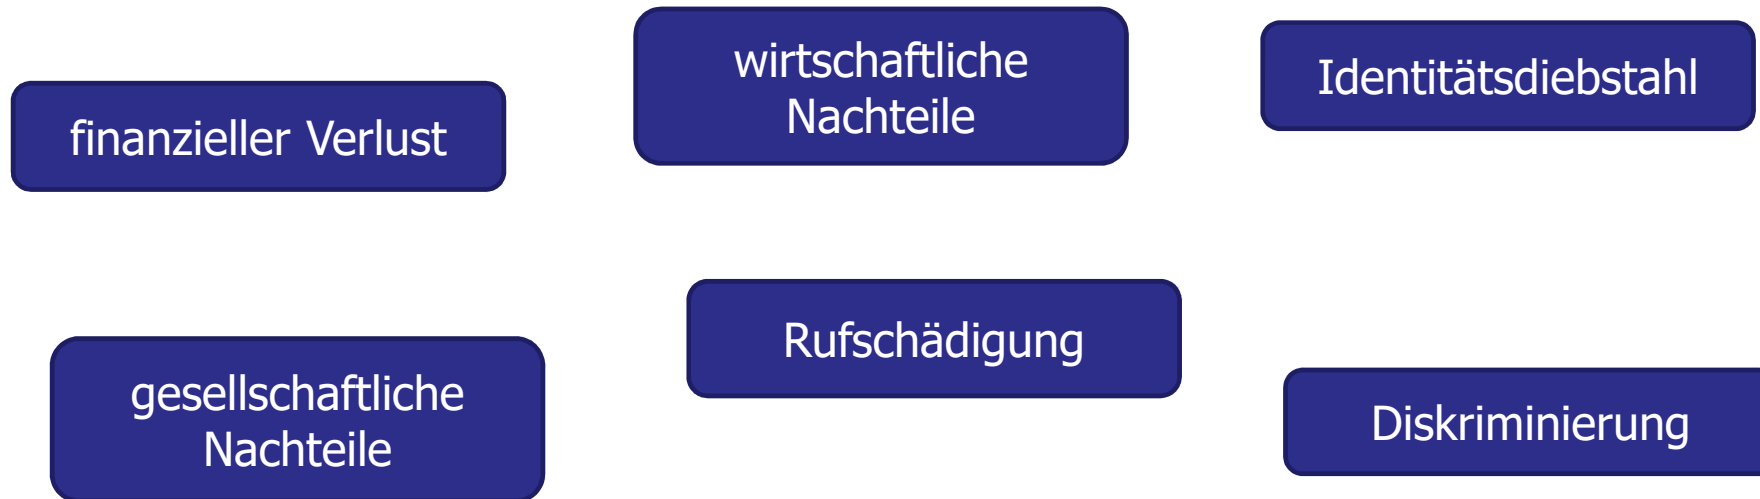 finanzieller Verlust
wirtschaftliche
Nachteile
Identitätsdiebstahl
gesellschaftliche
Nachteile
Rufschädigung
Diskriminierung